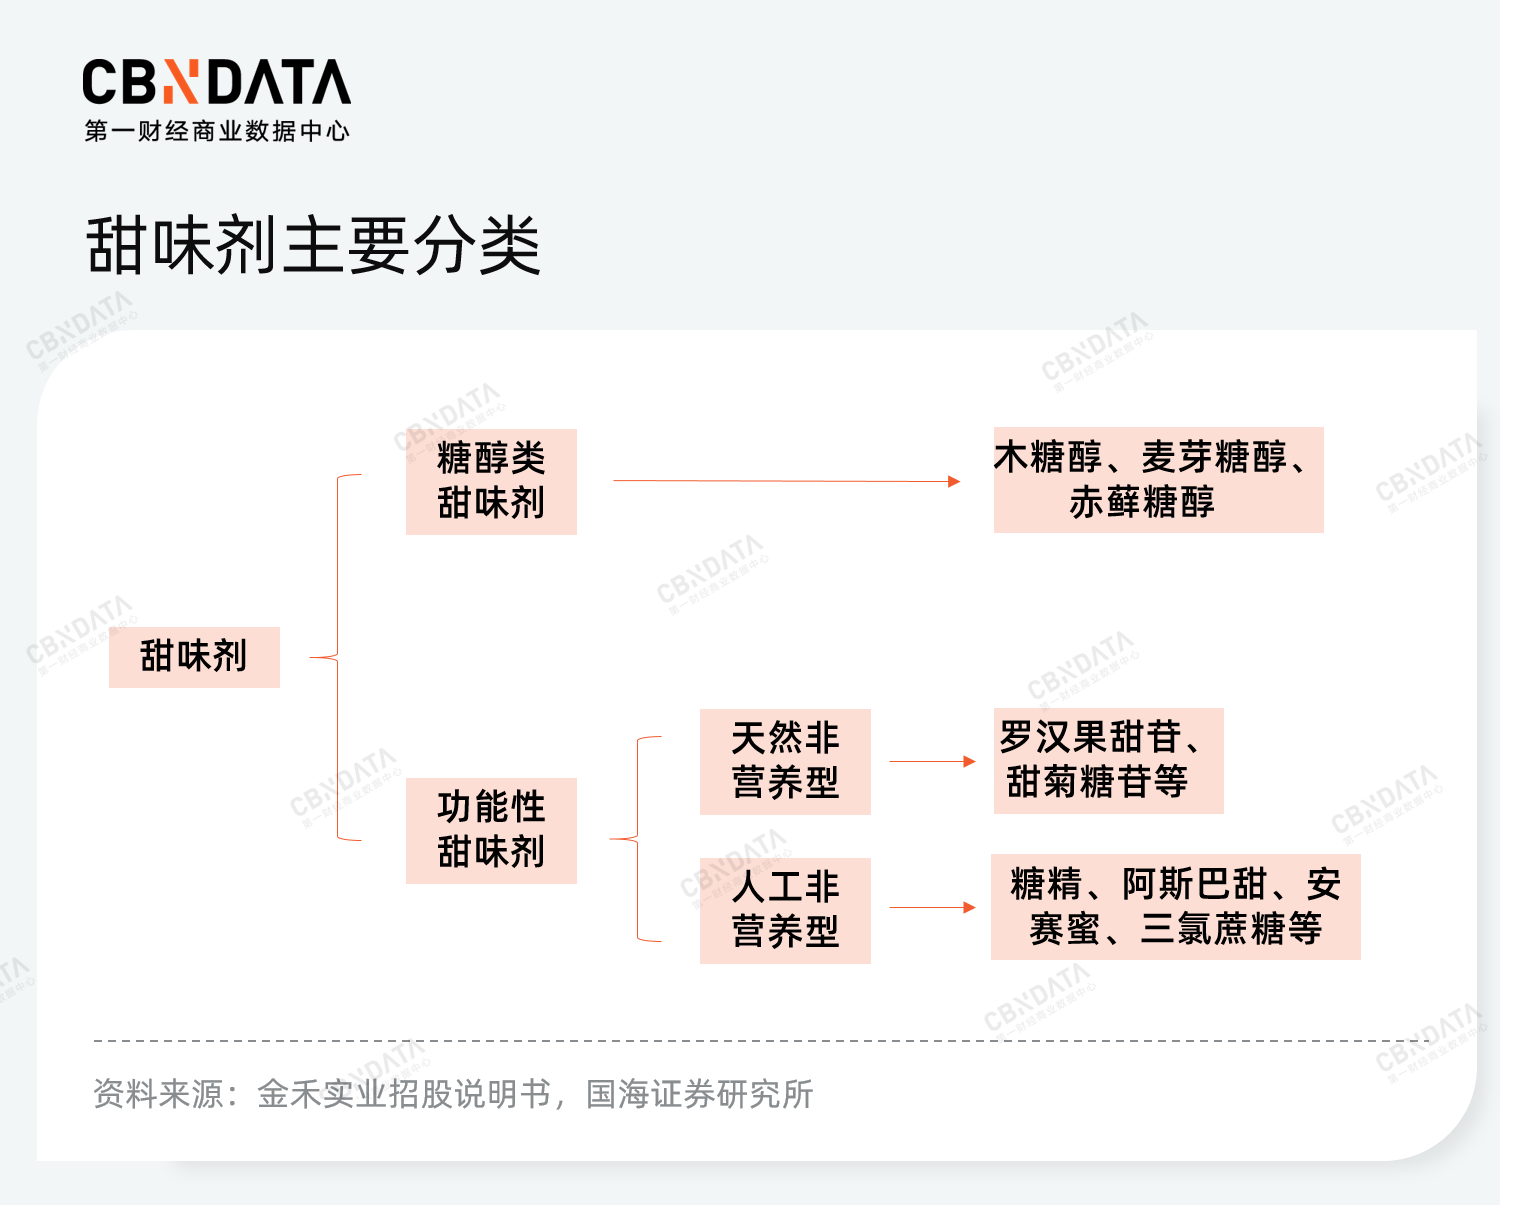 CBNDATA
第一财经商业数据中心
甜味剂主要分类
糖醇类
甜味剂
木糖醇、麦芽糖醇、
赤藓糖醇
甜味剂
功能性
甜味剂
天然非
营养型
罗汉果甜苷、
甜菊糖苷等
人工非
营养型
糖精、阿斯巴甜、安
赛蜜、三氯蔗糖等
资料来源：金禾实业招股说明书，国海证券研究所